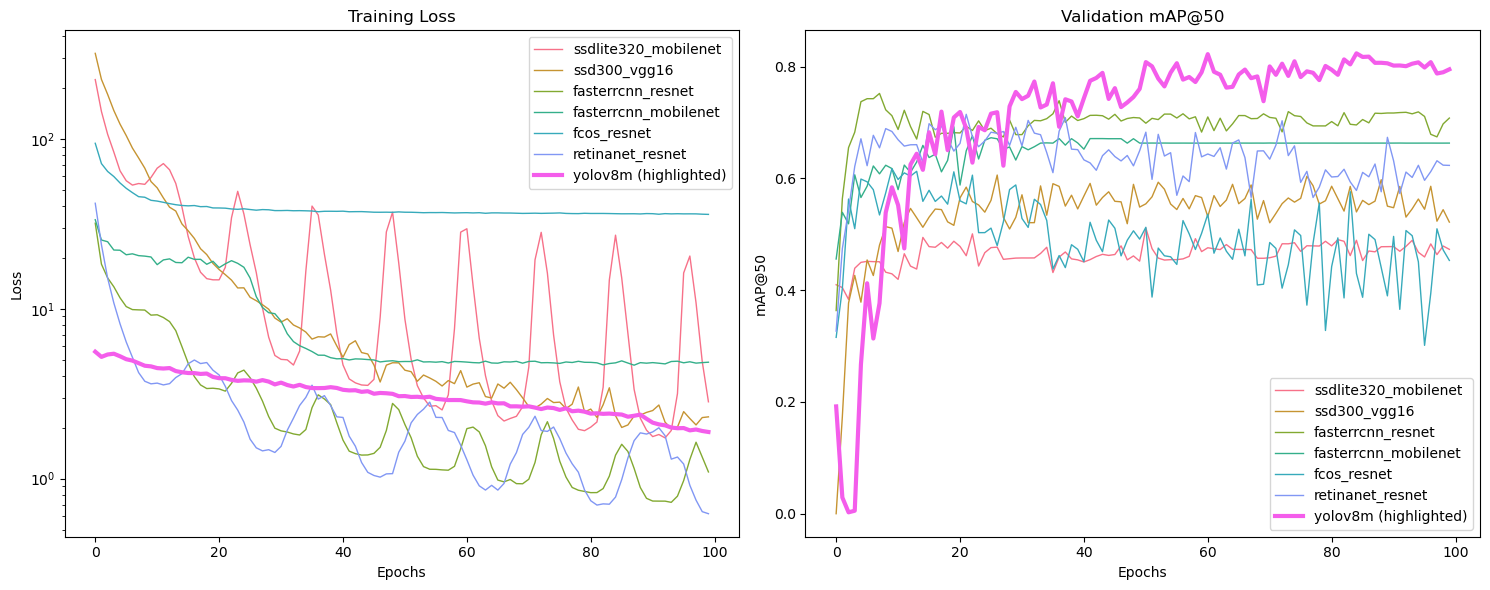 Training Loss
Loss
10²
10¹
10⁰
0
20
40
60
80
100
Epochs
ssdlite320_mobilenet
ssd300_vgg16
fasterrcnn_resnet
fasterrcnn_mobilenet
fcos_resnet
retinanet_resnet
yolov8m (highlighted)
Validation mAP@50
mAP@50
0.8
0.6
0.4
0.2
0.0
0
20
40
60
80
100
Epochs
ssdlite320_mobilenet
ssd300_vgg16
fasterrcnn_resnet
fasterrcnn_mobilenet
fcos_resnet
retinanet_resnet
yolov8m (highlighted)